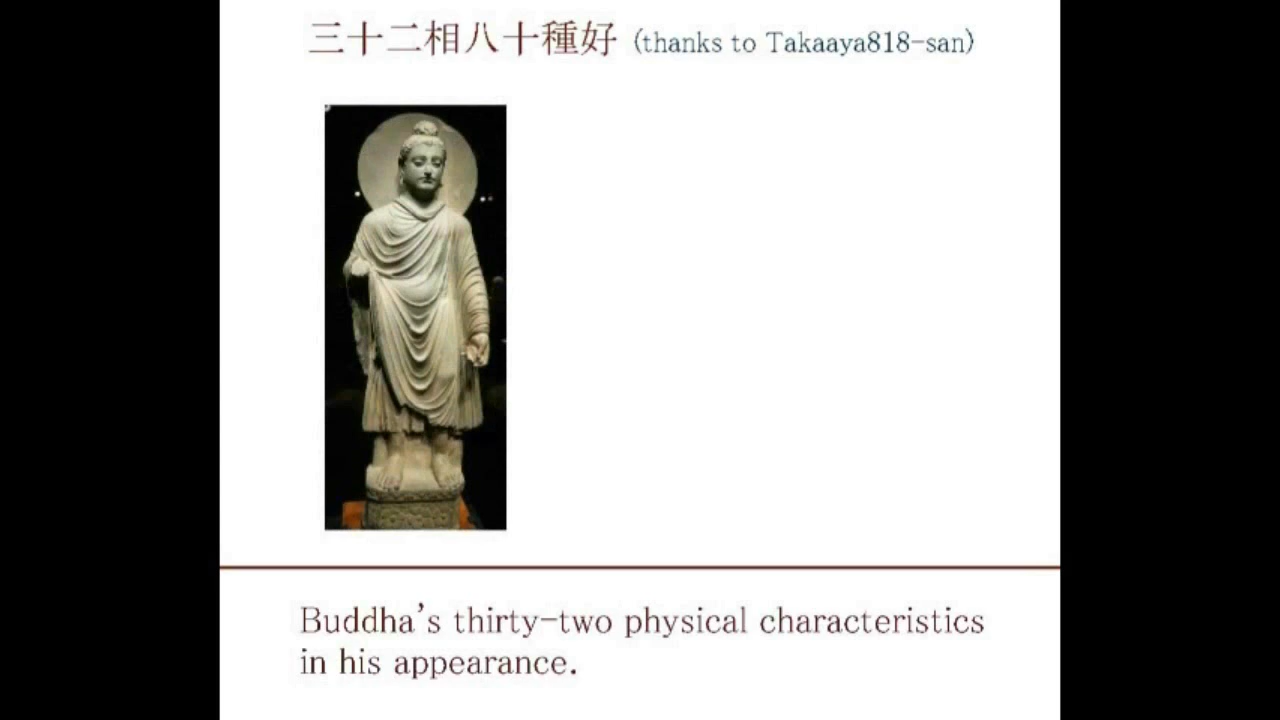 三十二相八十種好 (thanks to Takaaya818-san)
Buddha's thirty-two physical characteristics
in his appearance.